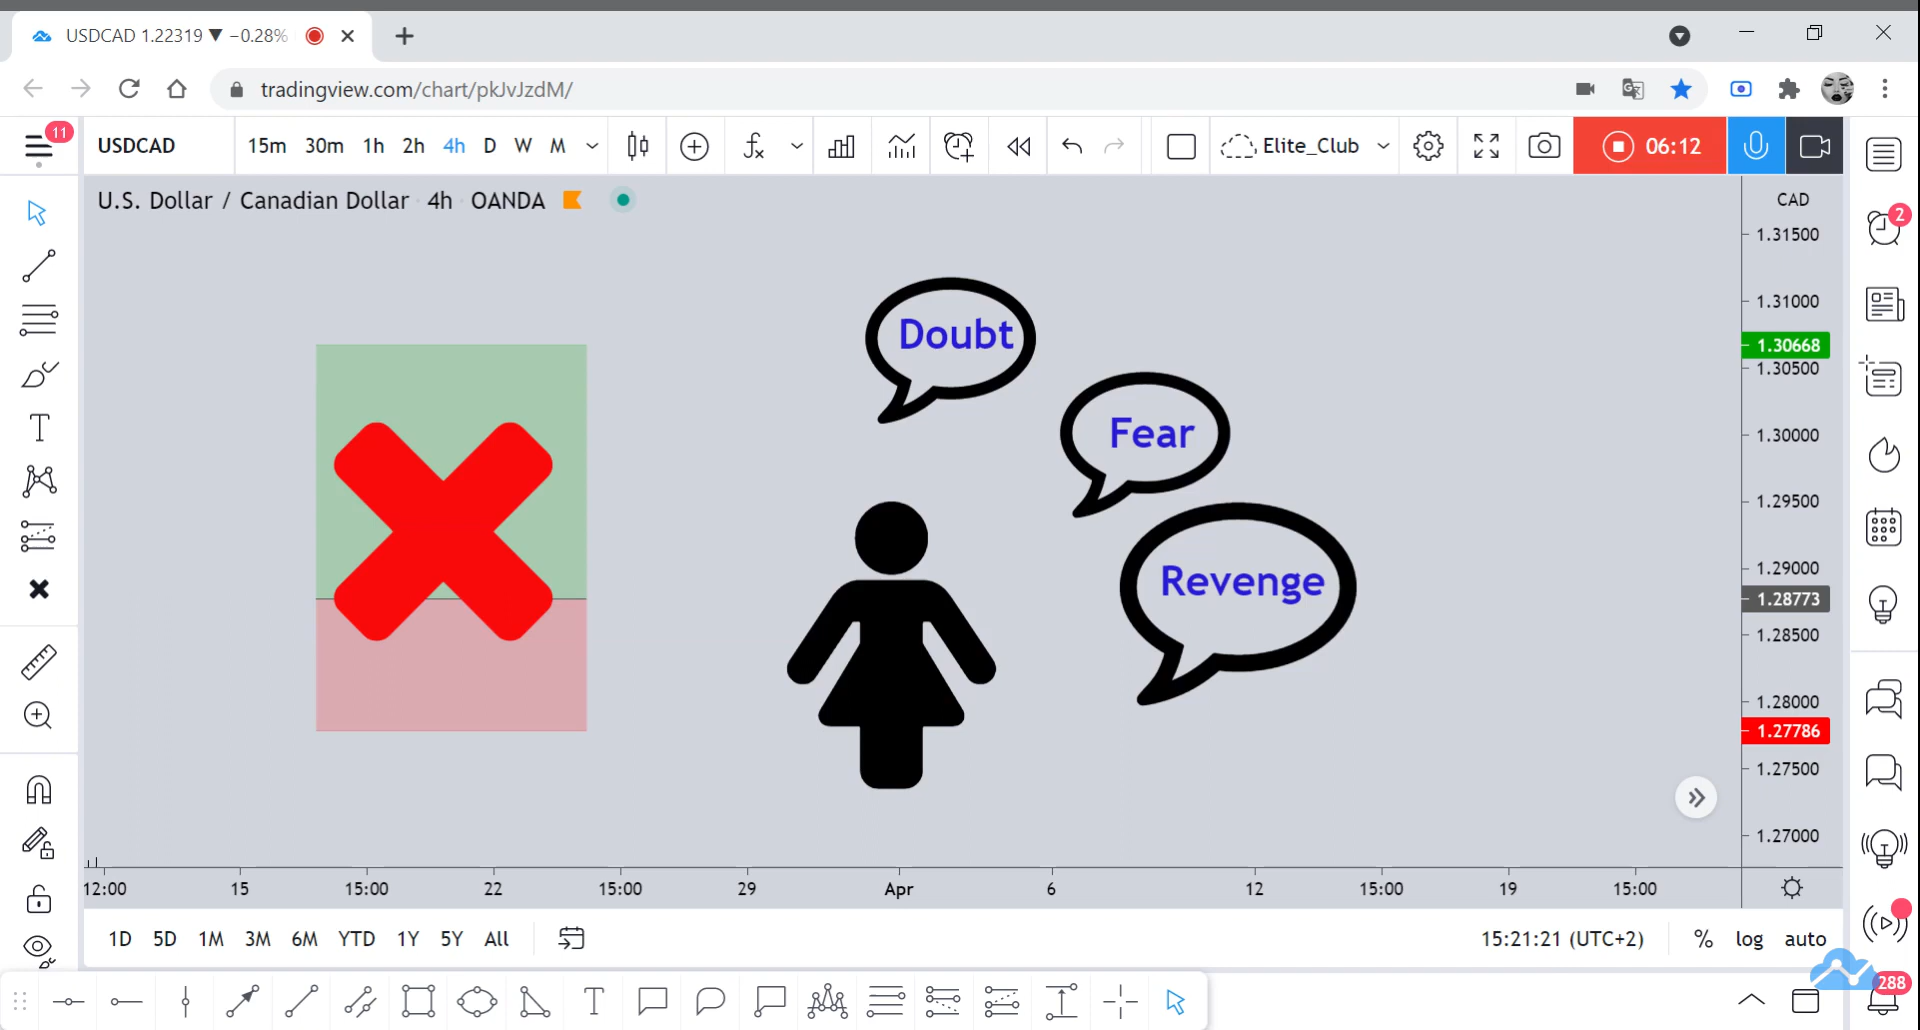 USDCAD 1.22319 ▼ −0.28%
tradingview.com/chart/pkJvJzdM/
11
USDCAD 15m 30m 1h 2h 4h D W M Elite_Club 06:12
U.S. Dollar / Canadian Dollar · 4h · OANDA
CAD
2
1.31500
1.31000
1.30668
1.30500
1.30000
1.29500
1.29000
1.28773
1.28500
1.28000
1.27786
1.27500
1.27000
Doubt
Fear
Revenge
12:00 15 15:00 22 15:00 29 Apr 6 12 15:00 19 15:00
1D 5D 1M 3M 6M YTD 1Y 5Y All 15:21:21 (UTC+2) % log auto
288